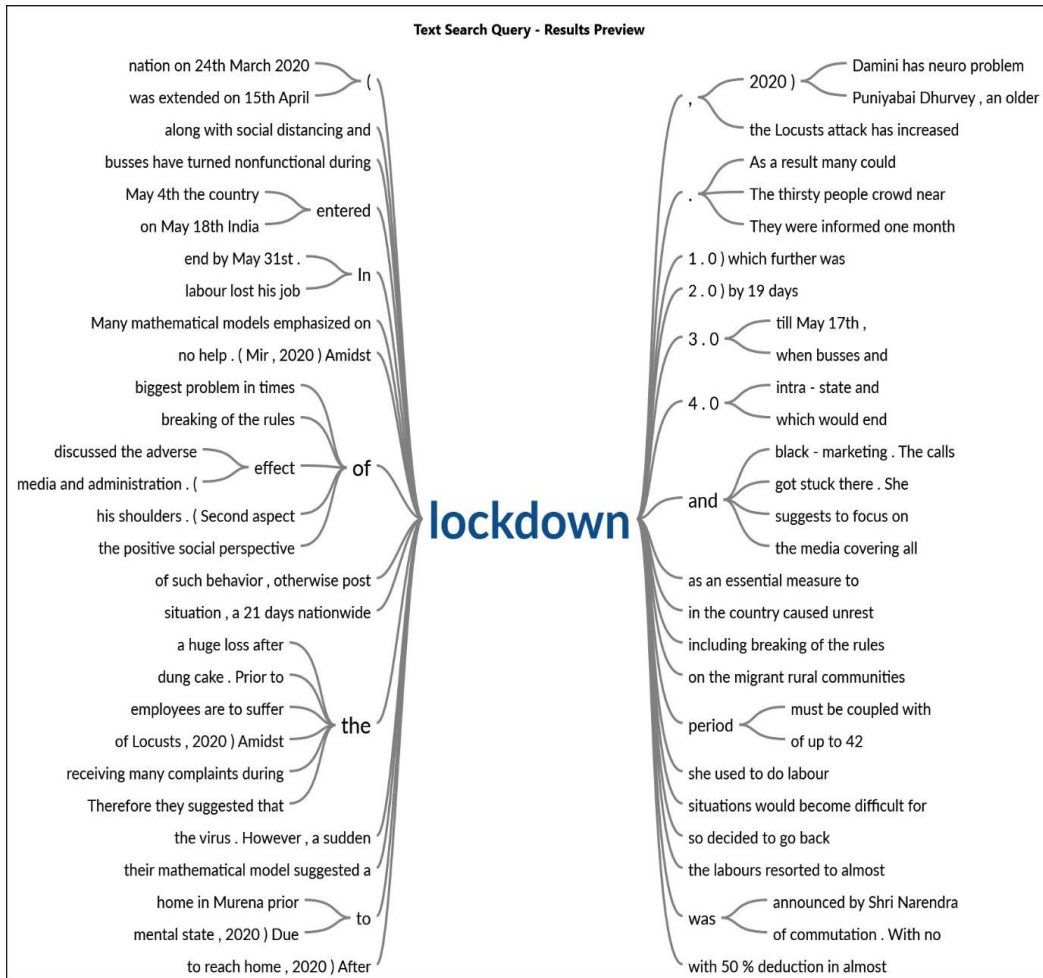 Text Search Query - Results Preview
nation on 24th March 2020
was extended on 15th April
(
along with social distancing and
busses have turned nonfunctional during
May 4th the country
on May 18th India
entered
end by May 31st .
labour lost his job
In
Many mathematical models emphasized on
no help . ( Mir , 2020 ) Amidst
biggest problem in times
breaking of the rules
discussed the adverse
media and administration . (
effect
his shoulders . ( Second aspect
the positive social perspective
of
of such behavior , otherwise post
situation , a 21 days nationwide
a huge loss after
dung cake . Prior to
employees are to suffer
of Locusts , 2020 ) Amidst
receiving many complaints during
Therefore they suggested that
the
the virus . However , a sudden
their mathematical model suggested a
home in Murena prior
mental state , 2020 ) Due
to
to reach home , 2020 ) After
lockdown
,
2020 )
Damini has neuro problem
Puniyabai Dhurvey , an older
the Locusts attack has increased
.
As a result many could
The thirsty people crowd near
They were informed one month
1 . 0 ) which further was
2 . 0 ) by 19 days
3 . 0
till May 17th ,
when busses and
4 . 0
intra - state and
which would end
and
black - marketing . The calls
got stuck there . She
suggests to focus on
the media covering all
as an essential measure to
in the country caused unrest
including breaking of the rules
on the migrant rural communities
period
must be coupled with
of up to 42
she used to do labour
situations would become difficult for
so decided to go back
the labours resorted to almost
was
announced by Shri Narendra
of commutation . With no
with 50 % deduction in almost